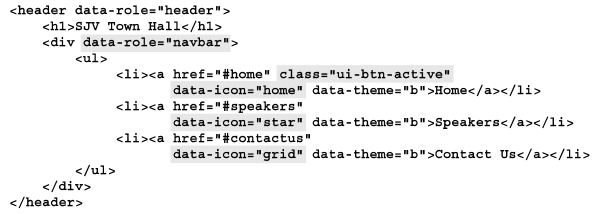 <header data-role="header">
<h1>SJV Town Hall</h1>
<div data-role="navbar">
<ul>
<li><a href="#home" class="ui-btn-active"
data-icon="home" data-theme="b">Home</a></li>
<li><a href="#speakers"
data-icon="star" data-theme="b">Speakers</a></li>
<li><a href="#contactus"
data-icon="grid" data-theme="b">Contact Us</a></li>
</ul>
</div>
</header>